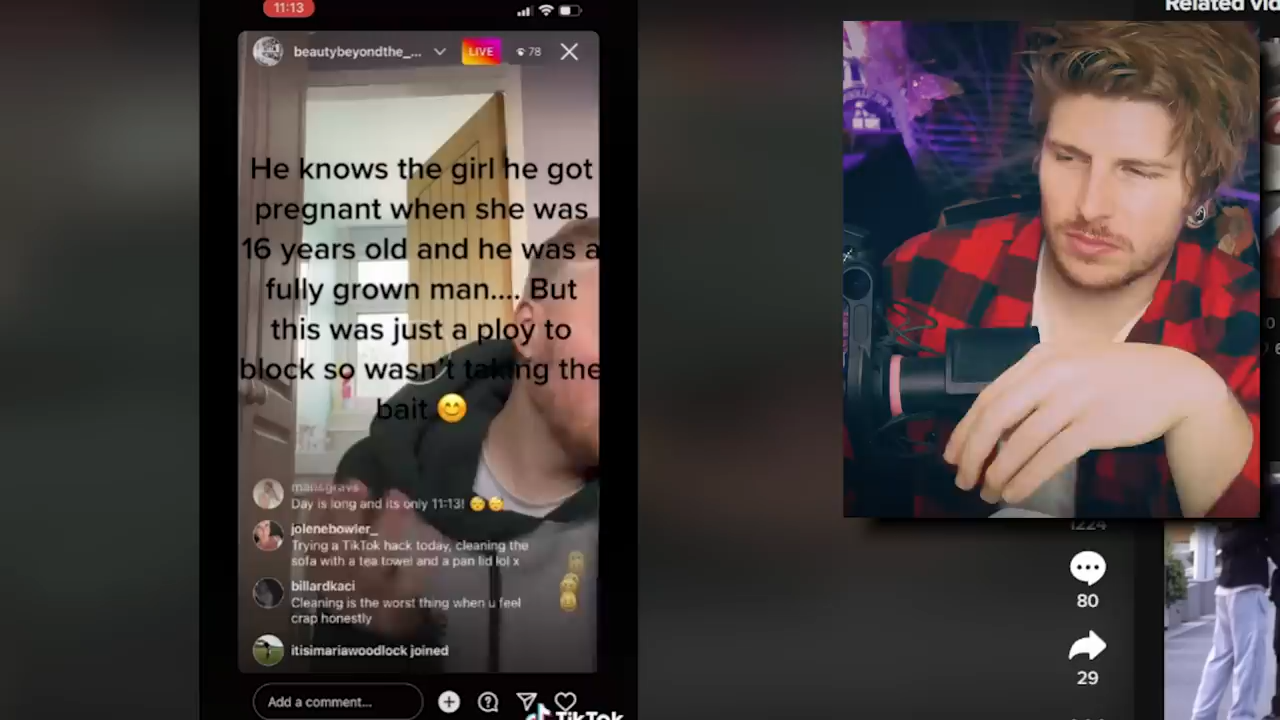 11:13
Related vid
beautybeyondthe_...
LIVE
78
He knows the girl he got
pregnant when she was
16 years old and he was a
fully grown man.... But
this was just a ploy to
block so wasn't taking the
bait 😊
Day is long and its only 11:13! 😴😴
jolenebowler_
Trying a TikTok hack today, cleaning the
sofa with a tea towel and a pan lid lol x
billardkaci
Cleaning is the worst thing when u feel
crap honestly
itisimariawoodlock joined
Add a comment...
TikTok
1224
80
29